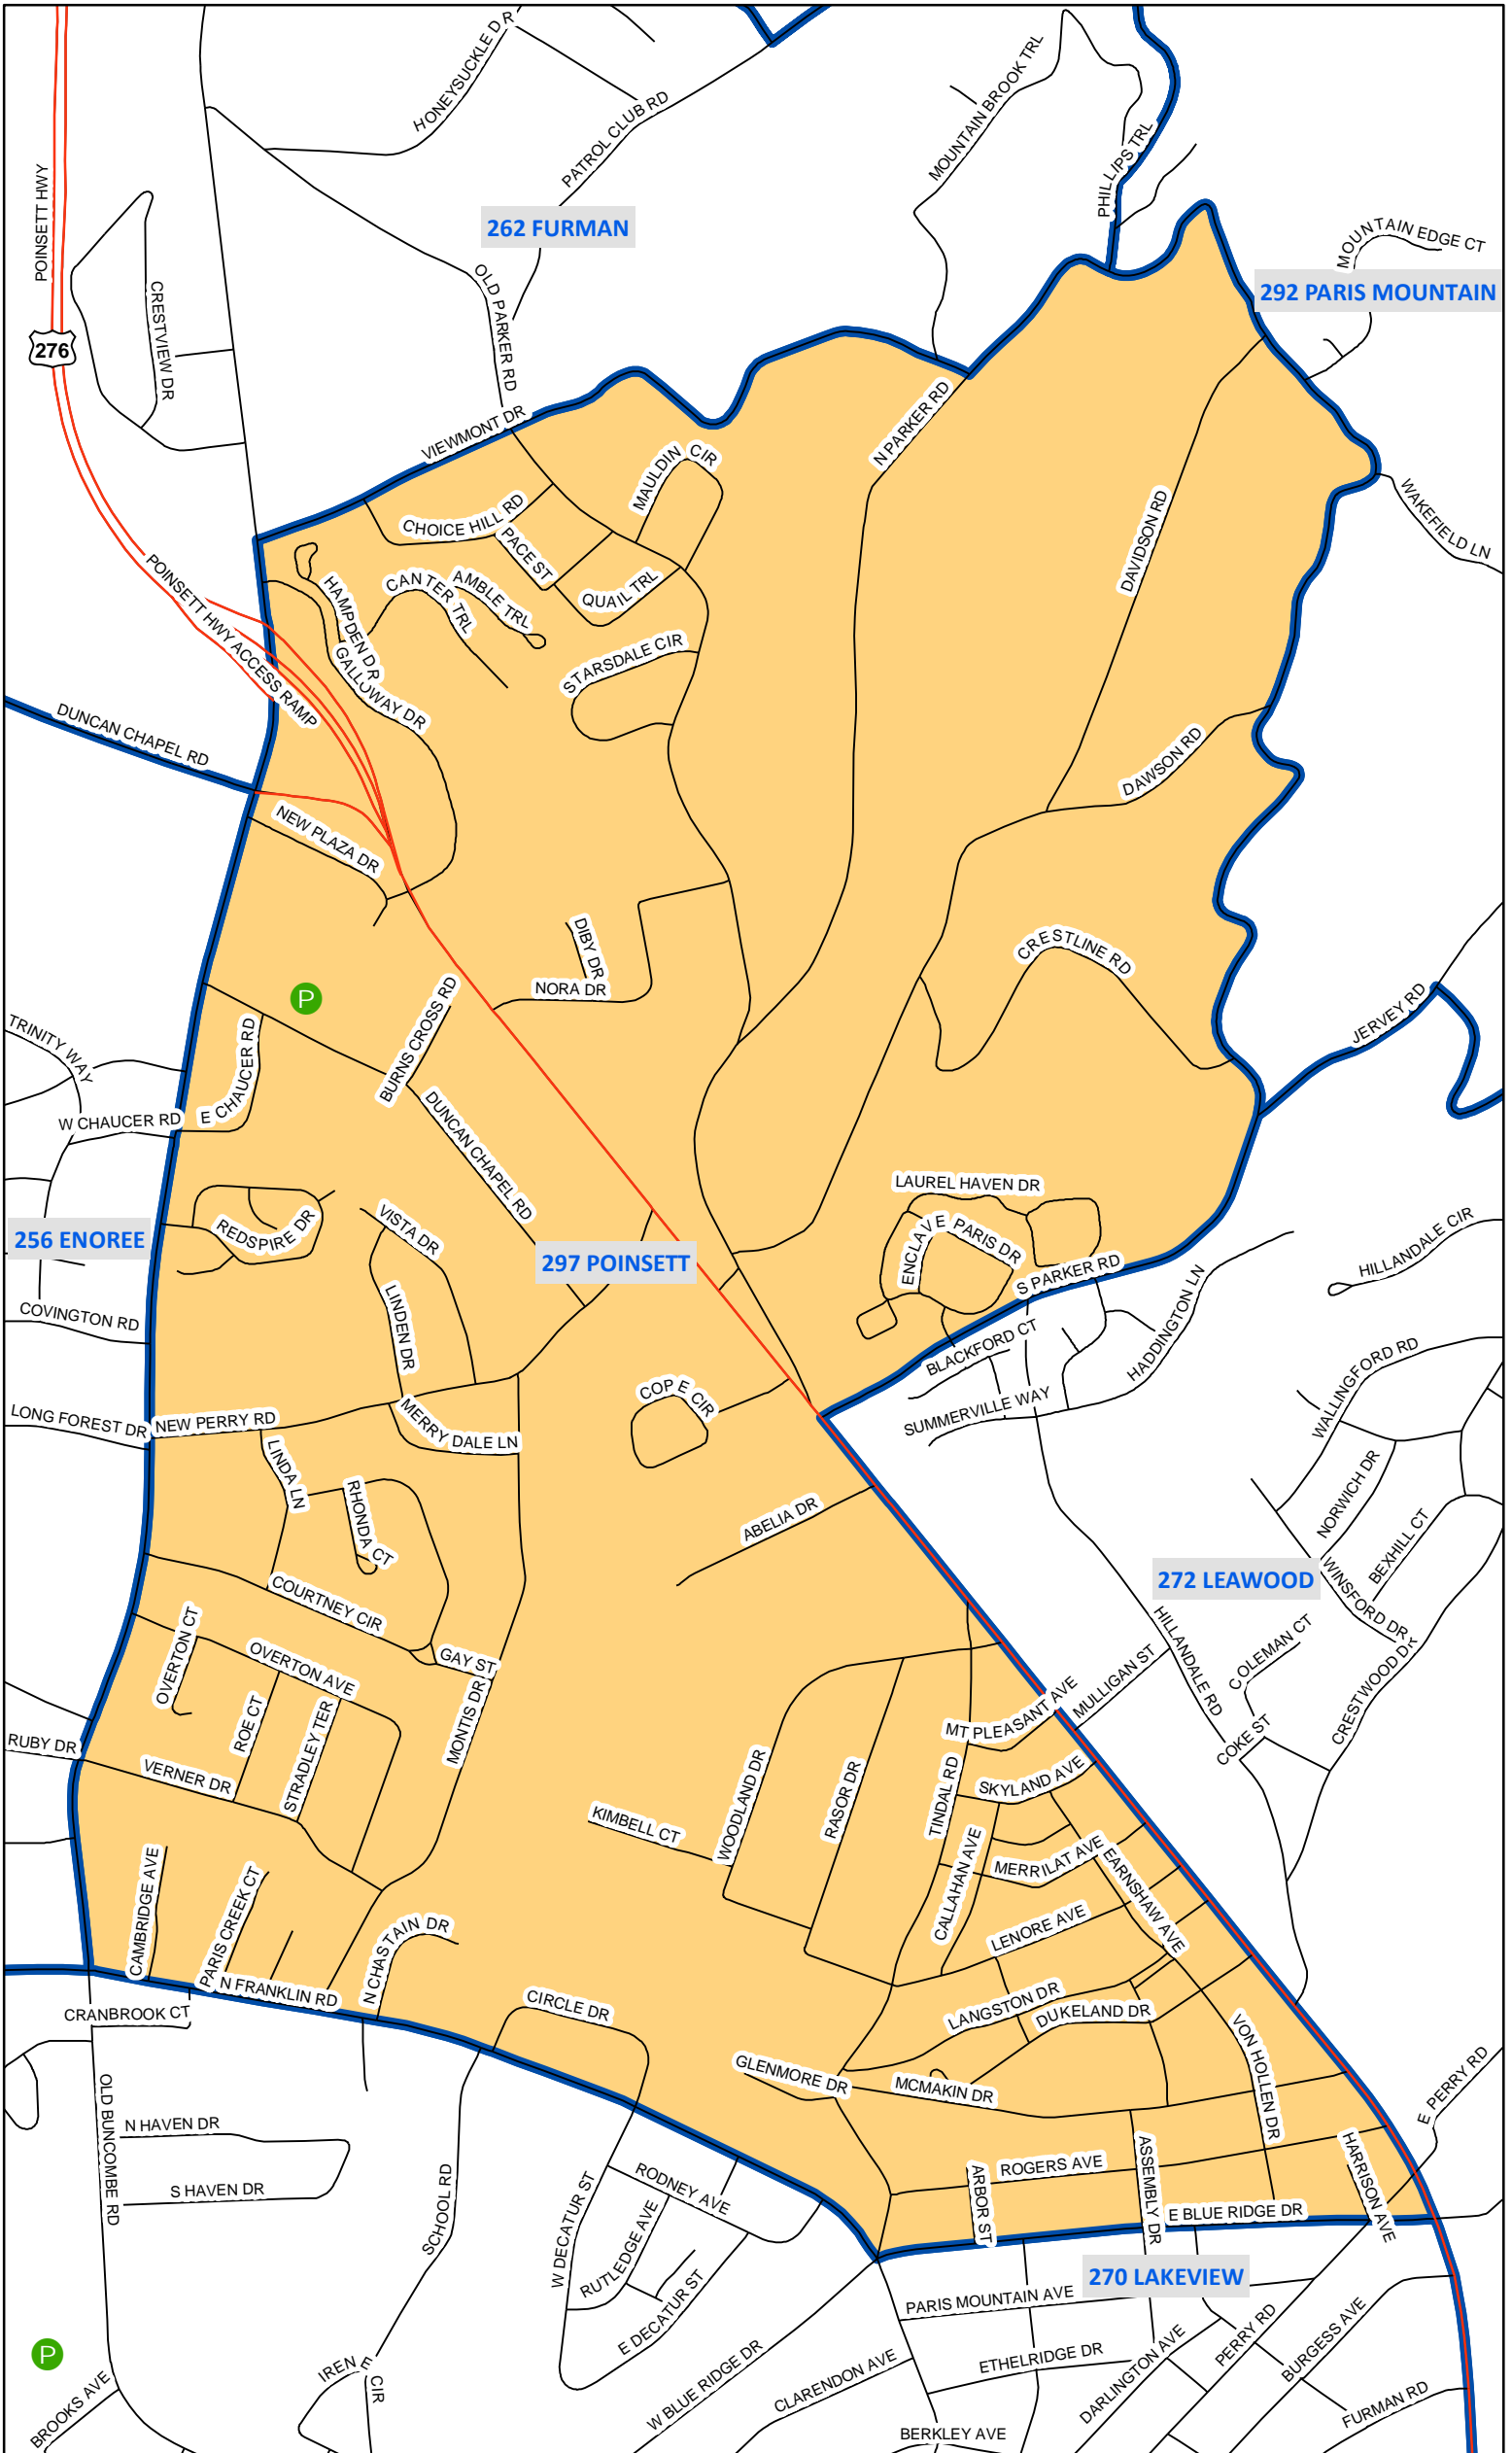 HONEYSUCKLE DR
POINSETT HWY
PATROL CLUB RD
MOUNTAIN BROOK TRL
PHILLIPS TRL
262 FURMAN
MOUNTAIN EDGE CT
292 PARIS MOUNTAIN
CRESTVIEW DR
OLD PARKER RD
276
VIEWMONT DR
N PARKER RD
MAULDIN CIR
CHOICE HILL RD
PACE ST
WAKEFIELD LN
DAVIDSON RD
POINSETT HWY ACCESS RAMP
HAMPDEN DR
CANTER TRL
AMBLE TRL
QUAIL TRL
GALLOWAY DR
STARSDALE CIR
DUNCAN CHAPEL RD
DAWSON RD
NEW PLAZA DR
DIBY DR
NORA DR
CRESTLINE RD
P
BURNS CROSS RD
JERVEY RD
TRINITY WAY
E CHAUCER RD
W CHAUCER RD
DUNCAN CHAPEL RD
LAUREL HAVEN DR
REDSPIRE DR
VISTA DR
256 ENOREE
297 POINSETT
ENCLAVE PARIS DR
S PARKER RD
HILLANDALE CIR
COVINGTON RD
LINDEN DR
BLACKFORD CT
HADDINGTON LN
WALLINGFORD RD
COPE CIR
SUMMERVILLE WAY
LONG FOREST DR
NEW PERRY RD
MERRY DALE LN
LINDA LN
RHONDA CT
ABELIA DR
NORWICH DR
BEXHILL CT
272 LEAWOOD
WINSFORD DR
COURTNEY CIR
OVERTON CT
OVERTON AVE
GAY ST
HILLANDALE RD
COLEMAN CT
CRESTWOOD DR
MULLIGAN ST
MT PLEASANT AVE
ROE CT
STRADLEY TER
MONTIS DR
RUBY DR
VERNER DR
COKE ST
SKYLAND AVE
WOODLAND DR
RASOR DR
TINDAL RD
KIMBELL CT
CALLAHAN AVE
MERRILAT AVE
EARNSHAW AVE
CAMBRIDGE AVE
PARIS CREEK CT
N CHASTAIN DR
LENORE AVE
N FRANKLIN RD
CRANBROOK CT
CIRCLE DR
LANGSTON DR
DUKELAND DR
VON HOLLEN DR
GLENMORE DR
MCMAKIN DR
E PERRY RD
OLD BUNCOMBE RD
N HAVEN DR
S HAVEN DR
SCHOOL RD
W DECATUR ST
RODNEY AVE
RUTLEDGE AVE
E DECATUR ST
ARBOR ST
ROGERS AVE
ASSEMBLY DR
HARRISON AVE
E BLUE RIDGE DR
270 LAKEVIEW
PARIS MOUNTAIN AVE
P
IRENE CIR
BROOKS AVE
W BLUE RIDGE DR
CLARENDON AVE
ETHELRIDGE DR
DARLINGTON AVE
PERRY RD
BURGESS AVE
FURMAN RD
BERKLEY AVE